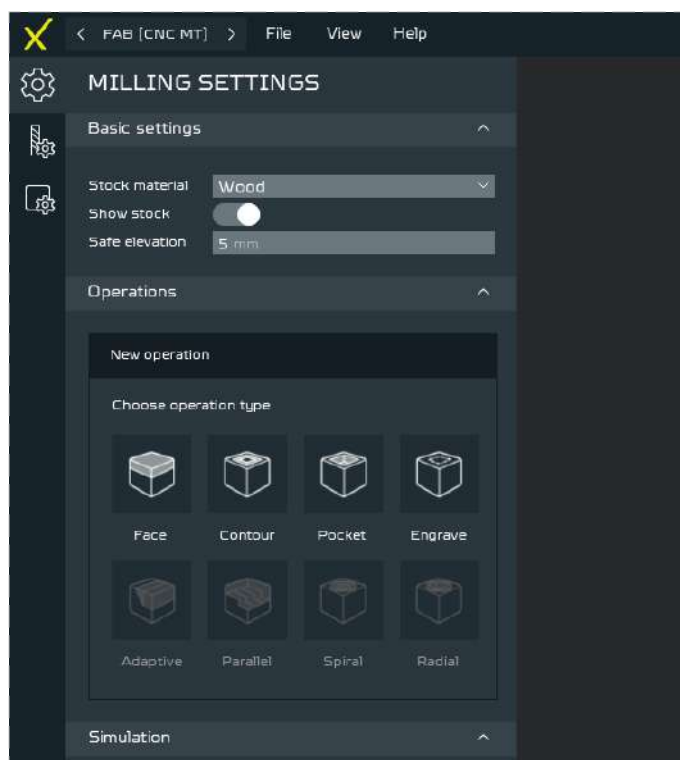 FAB [CNC MT] File View Help
MILLING SETTINGS
Basic settings
Stock material Wood
Show stock
Safe elevation 5 mm
Operations
New operation
Choose operation type
Face Contour Pocket Engrave
Adaptive Parallel Spiral Radial
Simulation